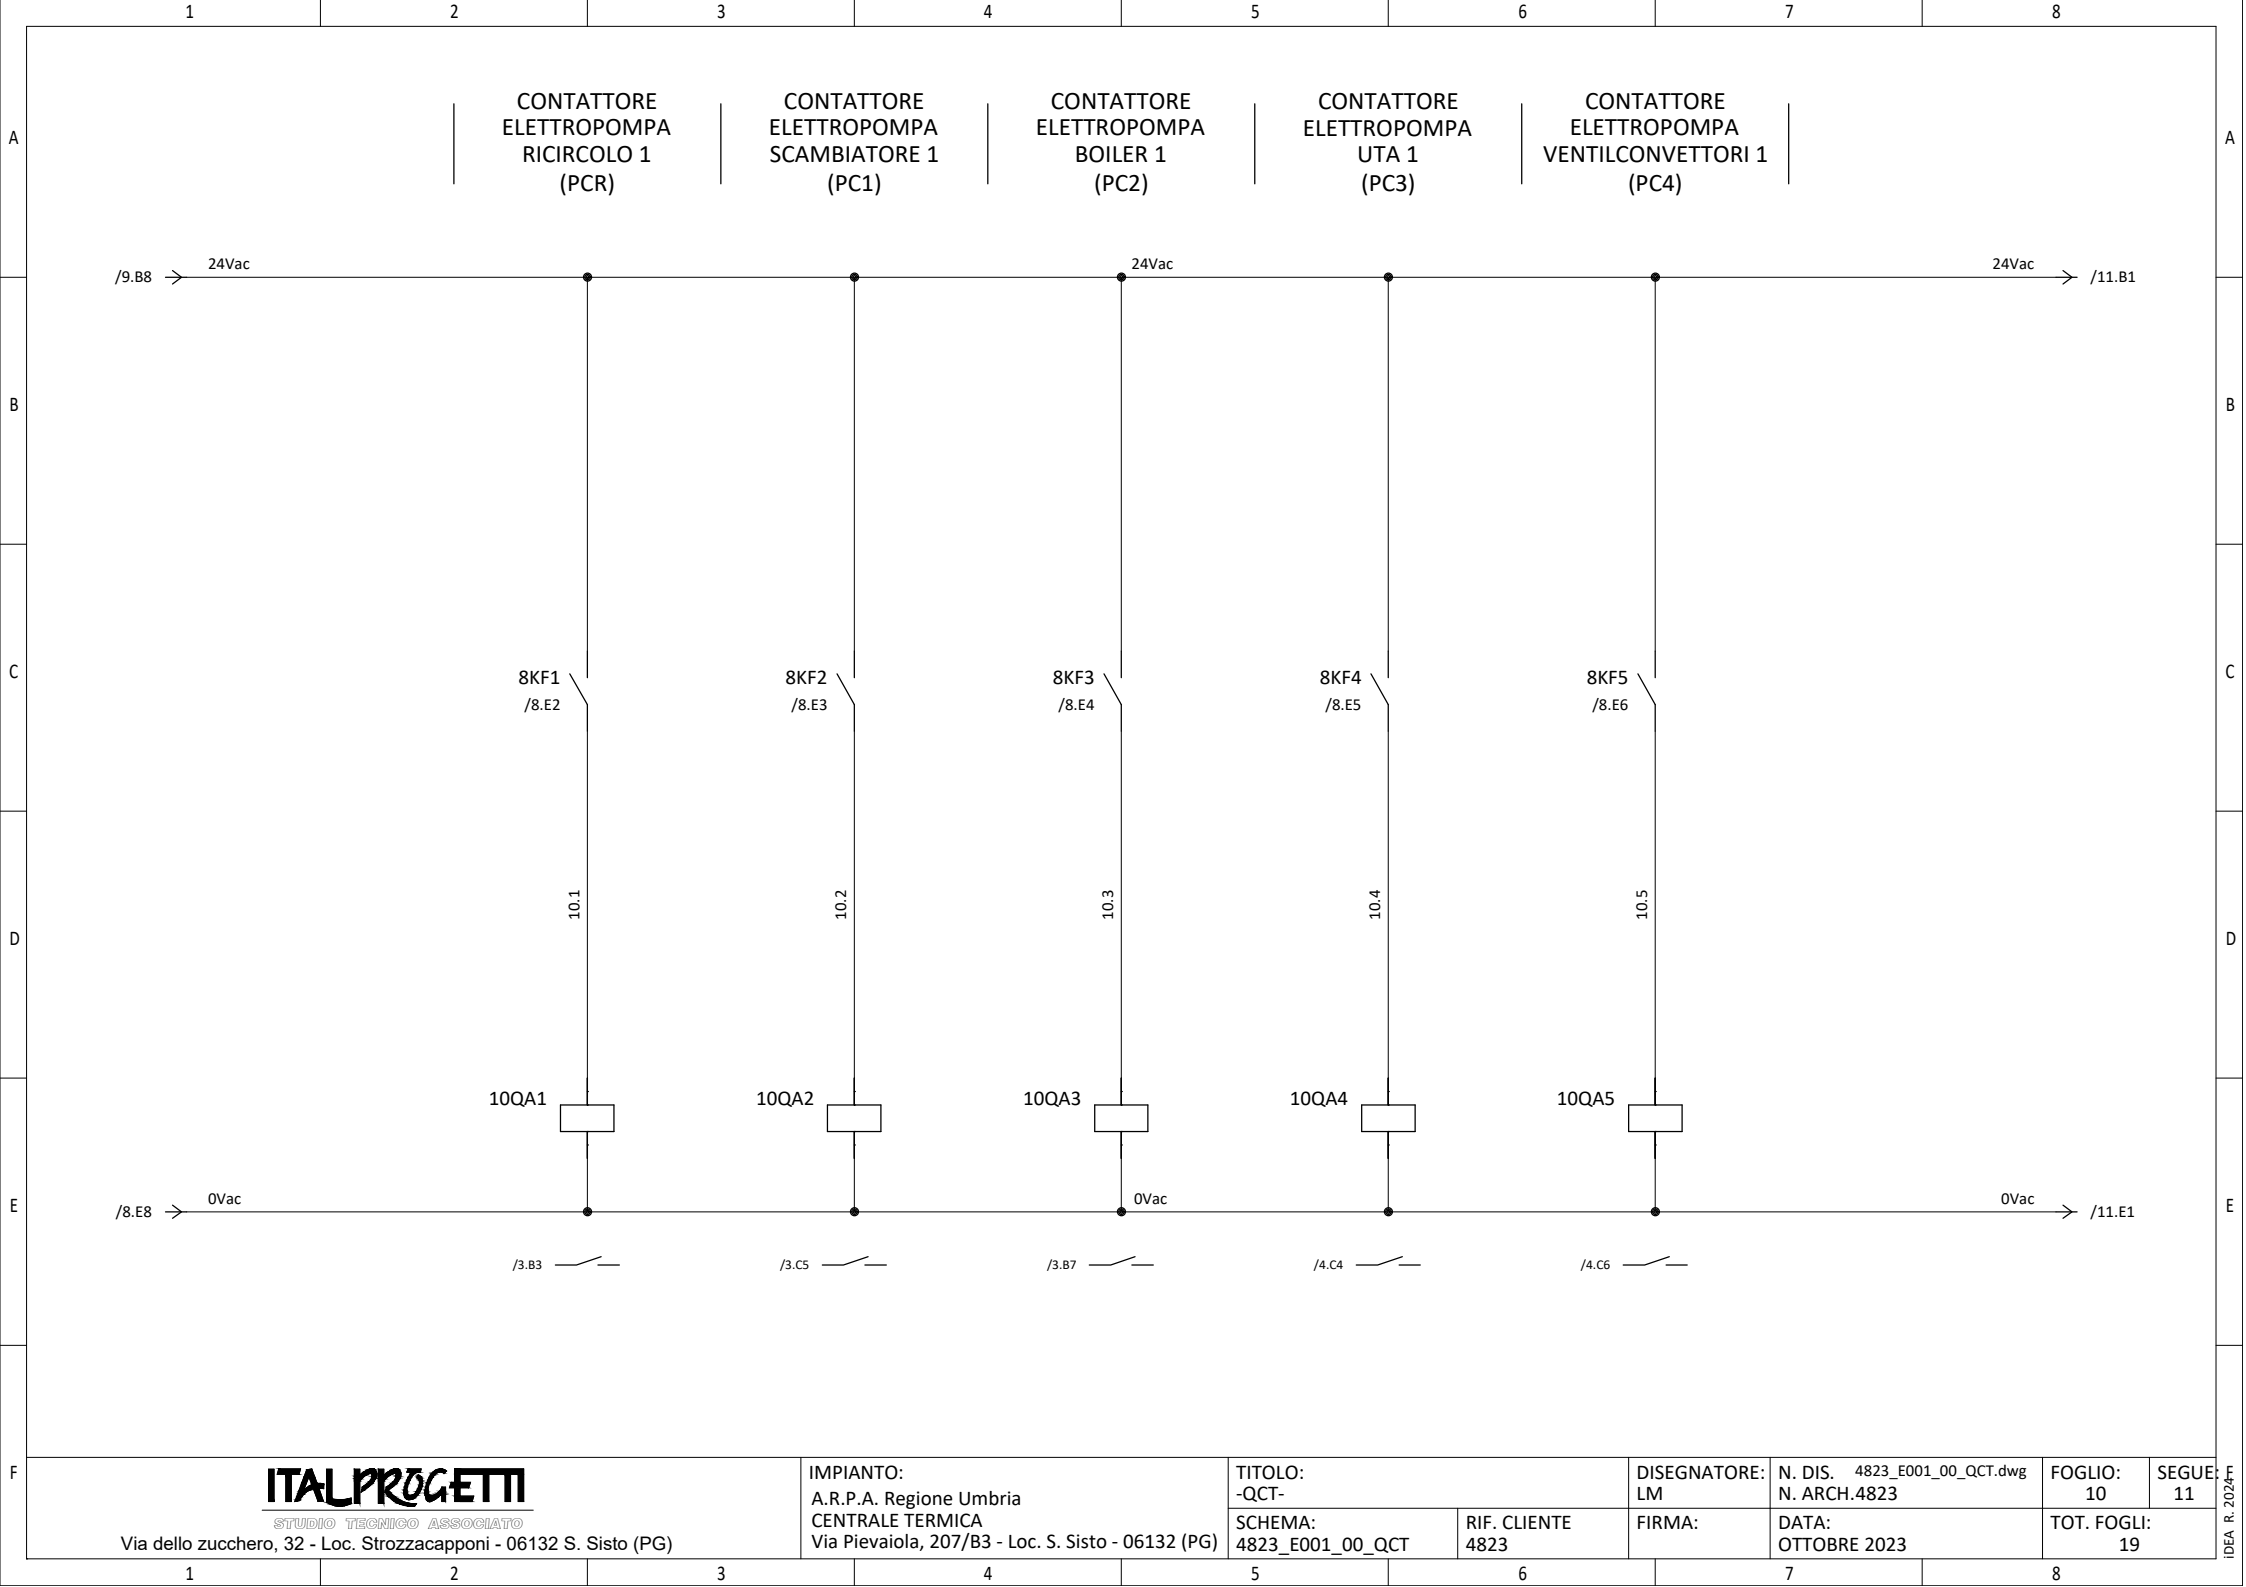 1 2 3 4 5 6 7 8
CONTATTORE
ELETTROPOMPA
RICIRCOLO 1
(PCR)
CONTATTORE
ELETTROPOMPA
SCAMBIATORE 1
(PC1)
CONTATTORE
ELETTROPOMPA
BOILER 1
(PC2)
CONTATTORE
ELETTROPOMPA
UTA 1
(PC3)
CONTATTORE
ELETTROPOMPA
VENTILCONVETTORI 1
(PC4)
A A
/9.B8 24Vac 24Vac 24Vac /11.B1
B B
C C
8KF1 8KF2 8KF3 8KF4 8KF5
/8.E2 /8.E3 /8.E4 /8.E5 /8.E6
10.1 10.2 10.3 10.4 10.5
D D
10QA1 10QA2 10QA3 10QA4 10QA5
E E
/8.E8 0Vac 0Vac 0Vac /11.E1
/3.B3 /3.C5 /3.B7 /4.C4 /4.C6
F F
ITALPROGETTI
STUDIO TECNICO ASSOCIATO
Via dello zucchero, 32 - Loc. Strozzacapponi - 06132 S. Sisto (PG)
IMPIANTO:
A.R.P.A. Regione Umbria
CENTRALE TERMICA
Via Pievaiola, 207/B3 - Loc. S. Sisto - 06132 (PG)
TITOLO:
-QCT-
SCHEMA:
4823_E001_00_QCT
RIF. CLIENTE
4823
DISEGNATORE:
LM
FIRMA:
N. DIS. 4823_E001_00_QCT.dwg
N. ARCH.4823
DATA:
OTTOBRE 2023
FOGLIO:
10
SEGUE:
11
TOT. FOGLI:
19
iDEA R. 2024
1 2 3 4 5 6 7 8